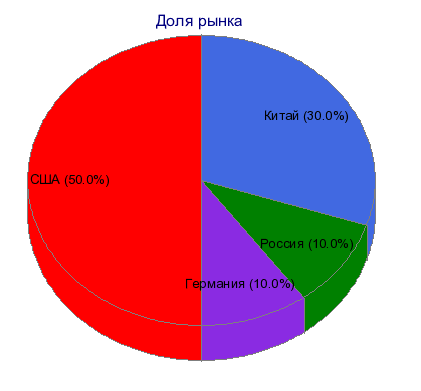 Доля рынка
Китай (30.0%)
США (50.0%)
Россия (10.0%)
Германия (10.0%)